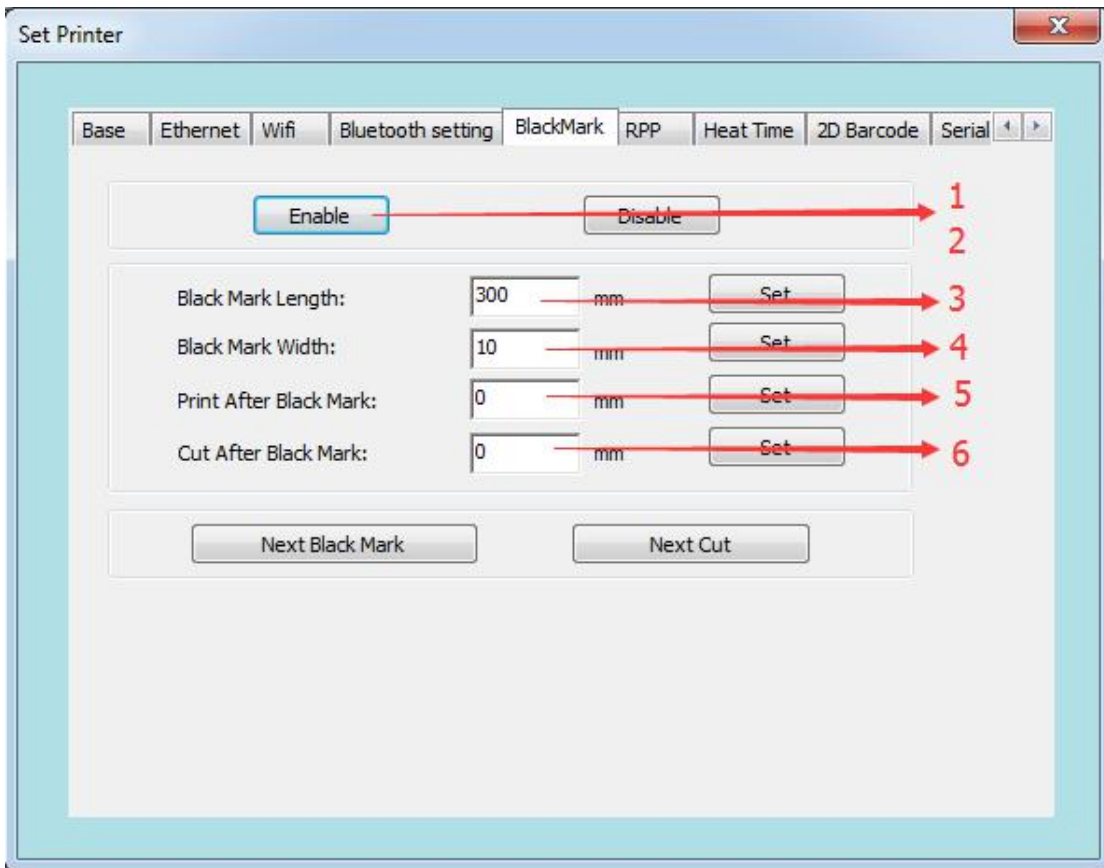 Set Printer
Base Ethernet Wifi Bluetooth setting BlackMark RPP Heat Time 2D Barcode Serial
Enable Disable 1
2
Black Mark Length: 300 mm Set 3
Black Mark Width: 10 mm Set 4
Print After Black Mark: 0 mm Set 5
Cut After Black Mark: 0 mm Set 6
Next Black Mark Next Cut